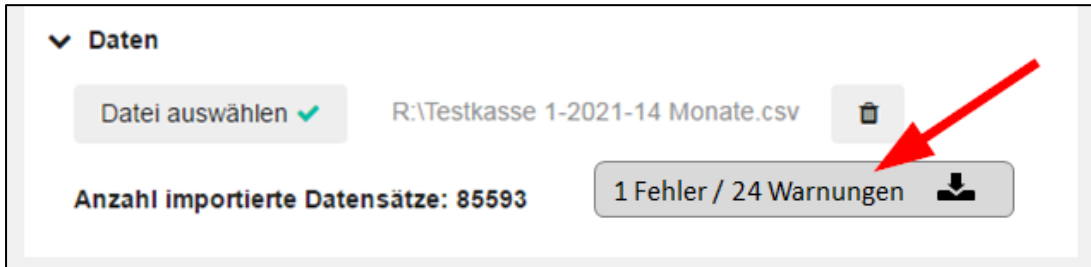 Daten
Datei auswählen R:\Testkasse 1-2021-14 Monate.csv
Anzahl importierte Datensätze: 85593 1 Fehler / 24 Warnungen